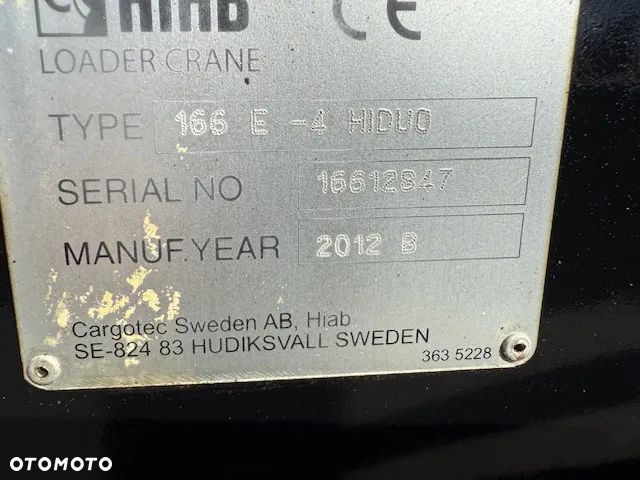 HIAB CE
LOADER CRANE
TYPE 166 E -4 HIDUO
SERIAL NO 16612847
MANUF. YEAR 2012 B
Cargotec Sweden AB, Hiab
SE-824 83 HUDIKSVALL SWEDEN
363 5228
OTOMOTO